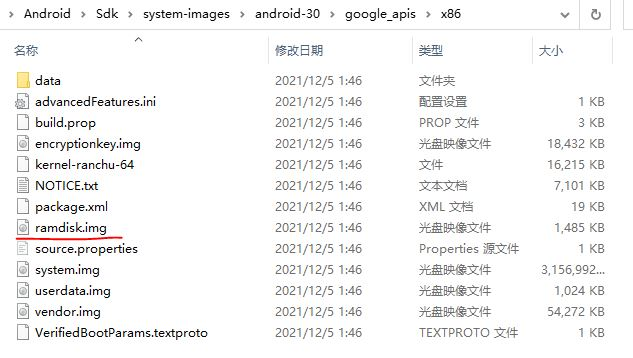 Android > Sdk > system-images > android-30 > google_apis > x86
名称 修改日期 类型 大小
data 2021/12/5 1:46 文件夹
advancedFeatures.ini 2021/12/5 1:46 配置设置 1 KB
build.prop 2021/12/5 1:46 PROP 文件 3 KB
encryptionkey.img 2021/12/5 1:46 光盘映像文件 18,432 KB
kernel-ranchu-64 2021/12/5 1:46 文件 16,215 KB
NOTICE.txt 2021/12/5 1:46 文本文档 7,101 KB
package.xml 2021/12/5 1:46 XML 文档 19 KB
ramdisk.img 2021/12/5 1:46 光盘映像文件 1,485 KB
source.properties 2021/12/5 1:46 Properties 源文件 1 KB
system.img 2021/12/5 1:46 光盘映像文件 3,156,992...
userdata.img 2021/12/5 1:46 光盘映像文件 1,024 KB
vendor.img 2021/12/5 1:46 光盘映像文件 54,272 KB
VerifiedBootParams.textproto 2021/12/5 1:46 TEXTPROTO 文件 1 KB